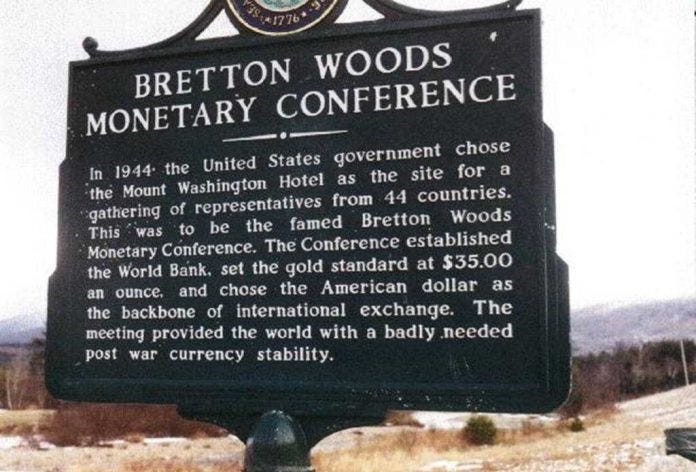 1776
BRETTON WOODS
MONETARY CONFERENCE
In 1944 the United States government chose
the Mount Washington Hotel as the site for a
gathering of representatives from 44 countries.
This was to be the famed Bretton Woods
Monetary Conference. The Conference established
the World Bank, set the gold standard at $35.00
an ounce, and chose the American dollar as
the backbone of international exchange. The
meeting provided the world with a badly needed
post war currency stability.